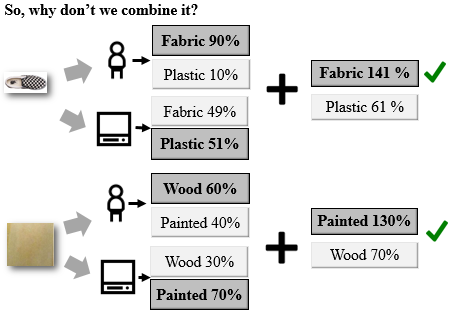 So, why don’t we combine it?
Fabric 90%
Plastic 10%
Fabric 49%
Plastic 51%
Fabric 141 %
Plastic 61 %
Wood 60%
Painted 40%
Wood 30%
Painted 70%
Painted 130%
Wood 70%